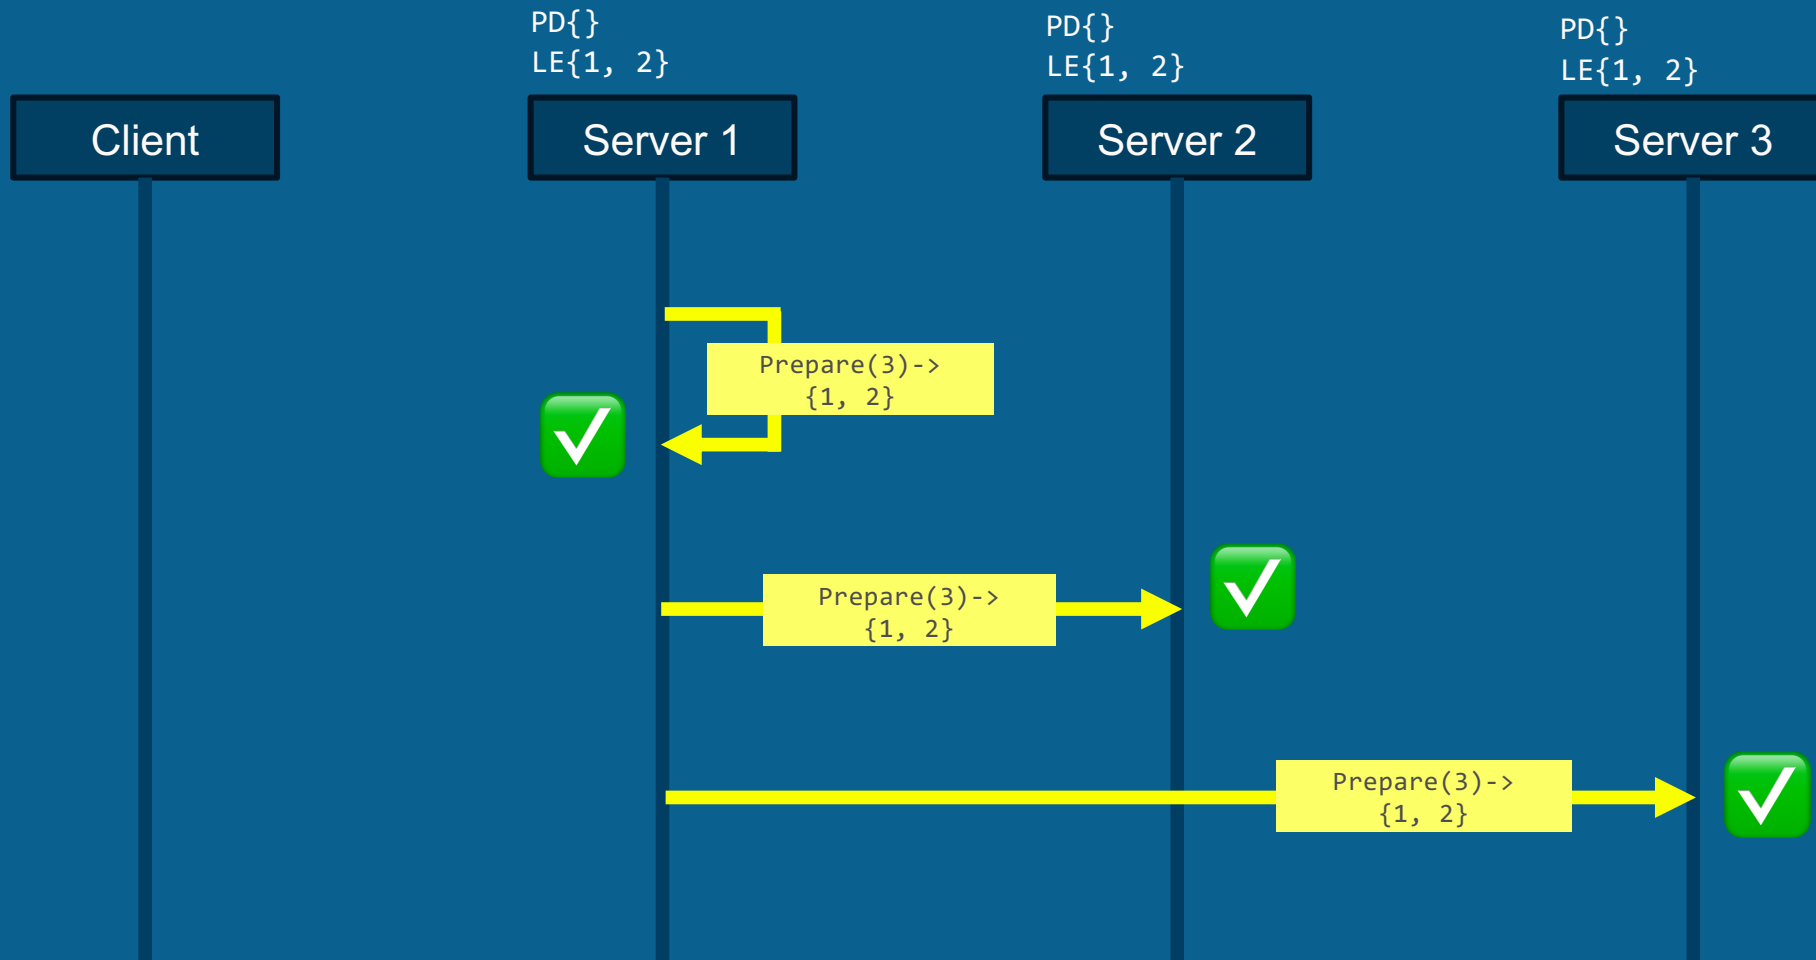 PD{}
LE{1, 2}
PD{}
LE{1, 2}
PD{}
LE{1, 2}
Client
Server 1
Server 2
Server 3
Prepare(3)->
{1, 2}
Prepare(3)->
{1, 2}
Prepare(3)->
{1, 2}